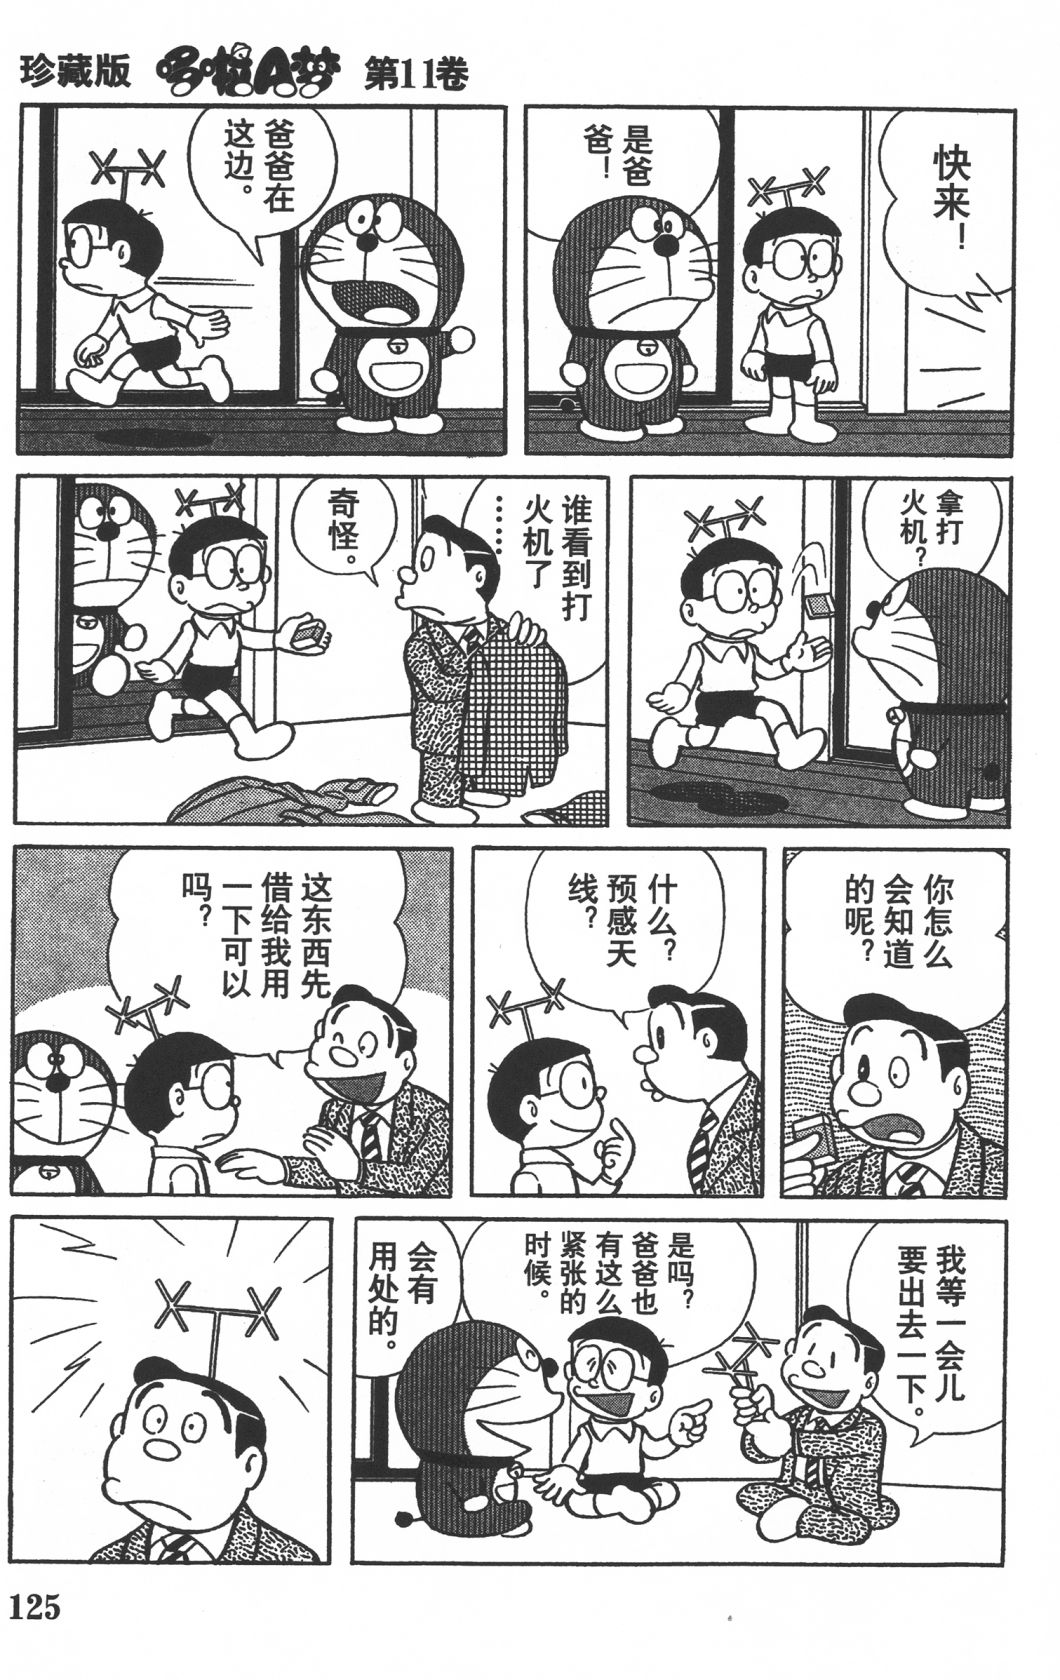 珍藏版 哆啦A梦 第11卷
快来！
是爸
爸！
爸爸在
这边。
拿打
火机？
谁看到打
火机了
……
奇怪。
你怎么
会知道
的呢？
什么？
预感天
线？
这东西先
借给我用
一下可以
吗？
我等一会儿
要出去一下。
是吗？
爸爸也
有这么
紧张的
时候。
会有
用处的。
125